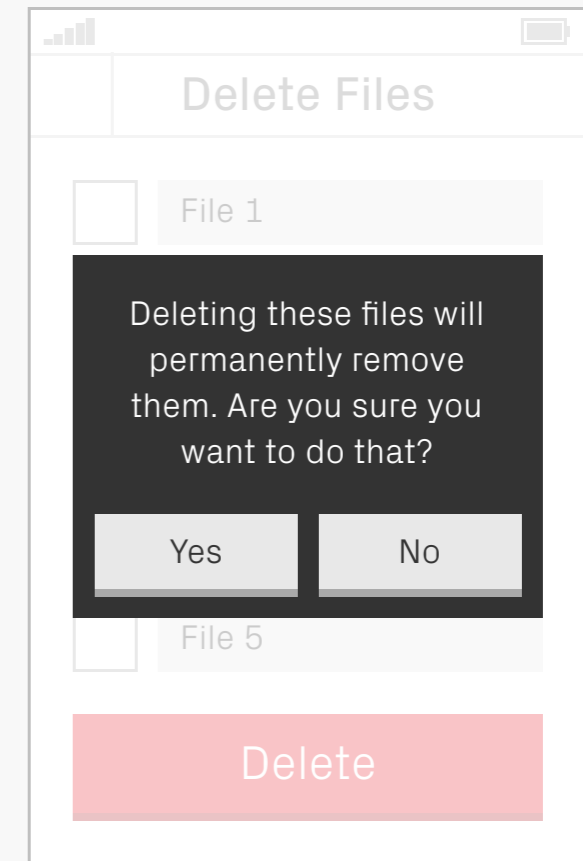 Delete Files
File 1
Deleting these files will
permanently remove
them. Are you sure you
want to do that?
Yes
No
File 5
Delete